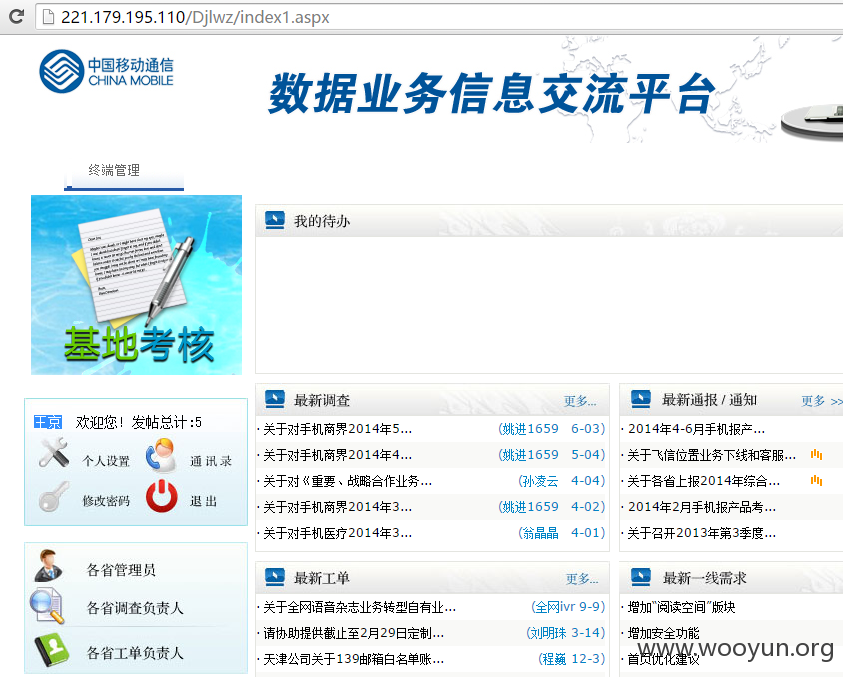 221.179.195.110/Djlwz/index1.aspx
中国移动通信
CHINA MOBILE
数据业务信息交流平台
终端管理
基地考核
我的待办
王京 欢迎您！发帖总计:5
个人设置 通 讯 录
修改密码 退 出
各省管理员
各省调查负责人
各省工单负责人
最新调查 更多...
·关于对手机商界2014年5... (姚进1659 6-03)
·关于对手机商界2014年4... (姚进1659 5-04)
·关于对《重要、战略合作业务... (孙凌云 4-04)
·关于对手机商界2014年3... (姚进1659 4-02)
·关于对手机医疗2014年3... (翁晶晶 4-01)
最新通报 / 通知 更多 >>
·2014年4-6月手机报产...
·关于飞信位置业务下线和客服...
·关于各省上报2014年综合...
·2014年2月手机报产品考...
·关于召开2013年第3季度...
最新工单 更多...
·关于全网语音杂志业务转型自有业... (全网ivr 9-9)
·请协助提供截止至2月29日定制... (刘明珠 3-14)
·天津公司关于139邮箱白名单账... (程巍 12-3)
最新一线需求
·增加“阅读空间”版块
·增加安全功能
·首页优化建议
www.wooyun.org